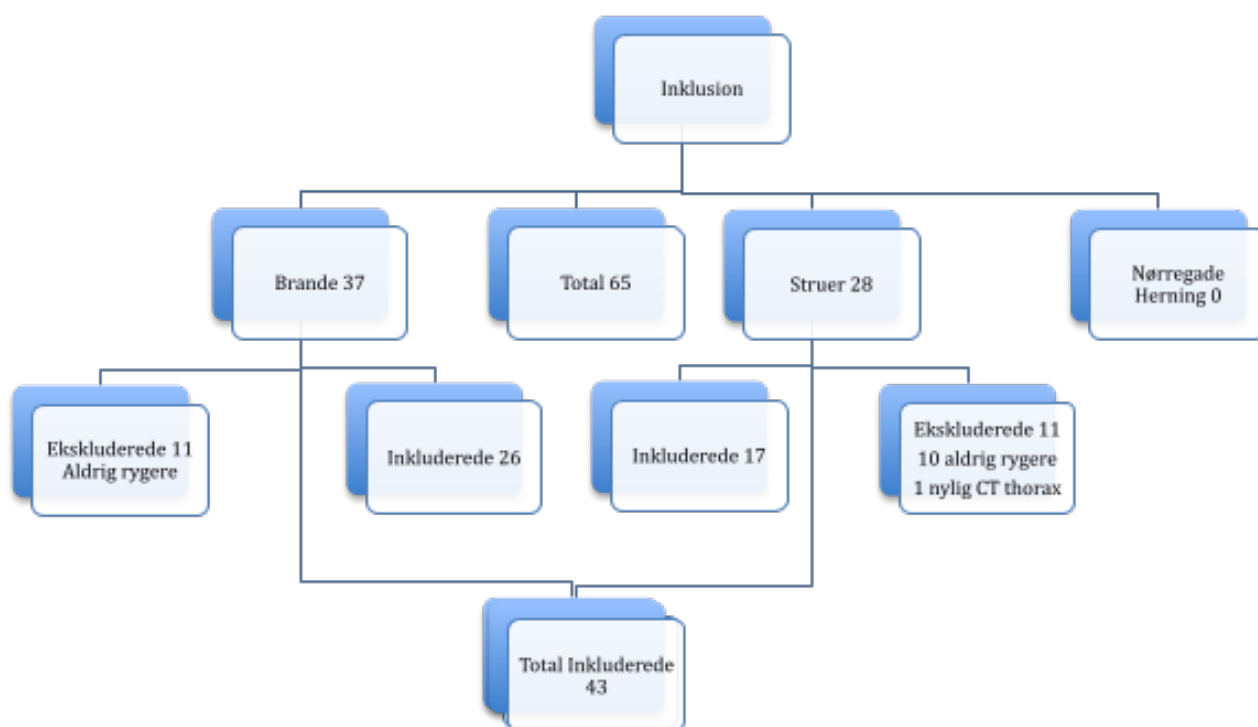 Inklusion
Brande 37
Total 65
Struer 28
Nørregade
Herning 0
Ekskluderede 11
Aldrig rygere
Inkluderede 26
Inkluderede 17
Ekskluderede 11
10 aldrig rygere
1 nylig CT thorax
Total Inkluderede
43